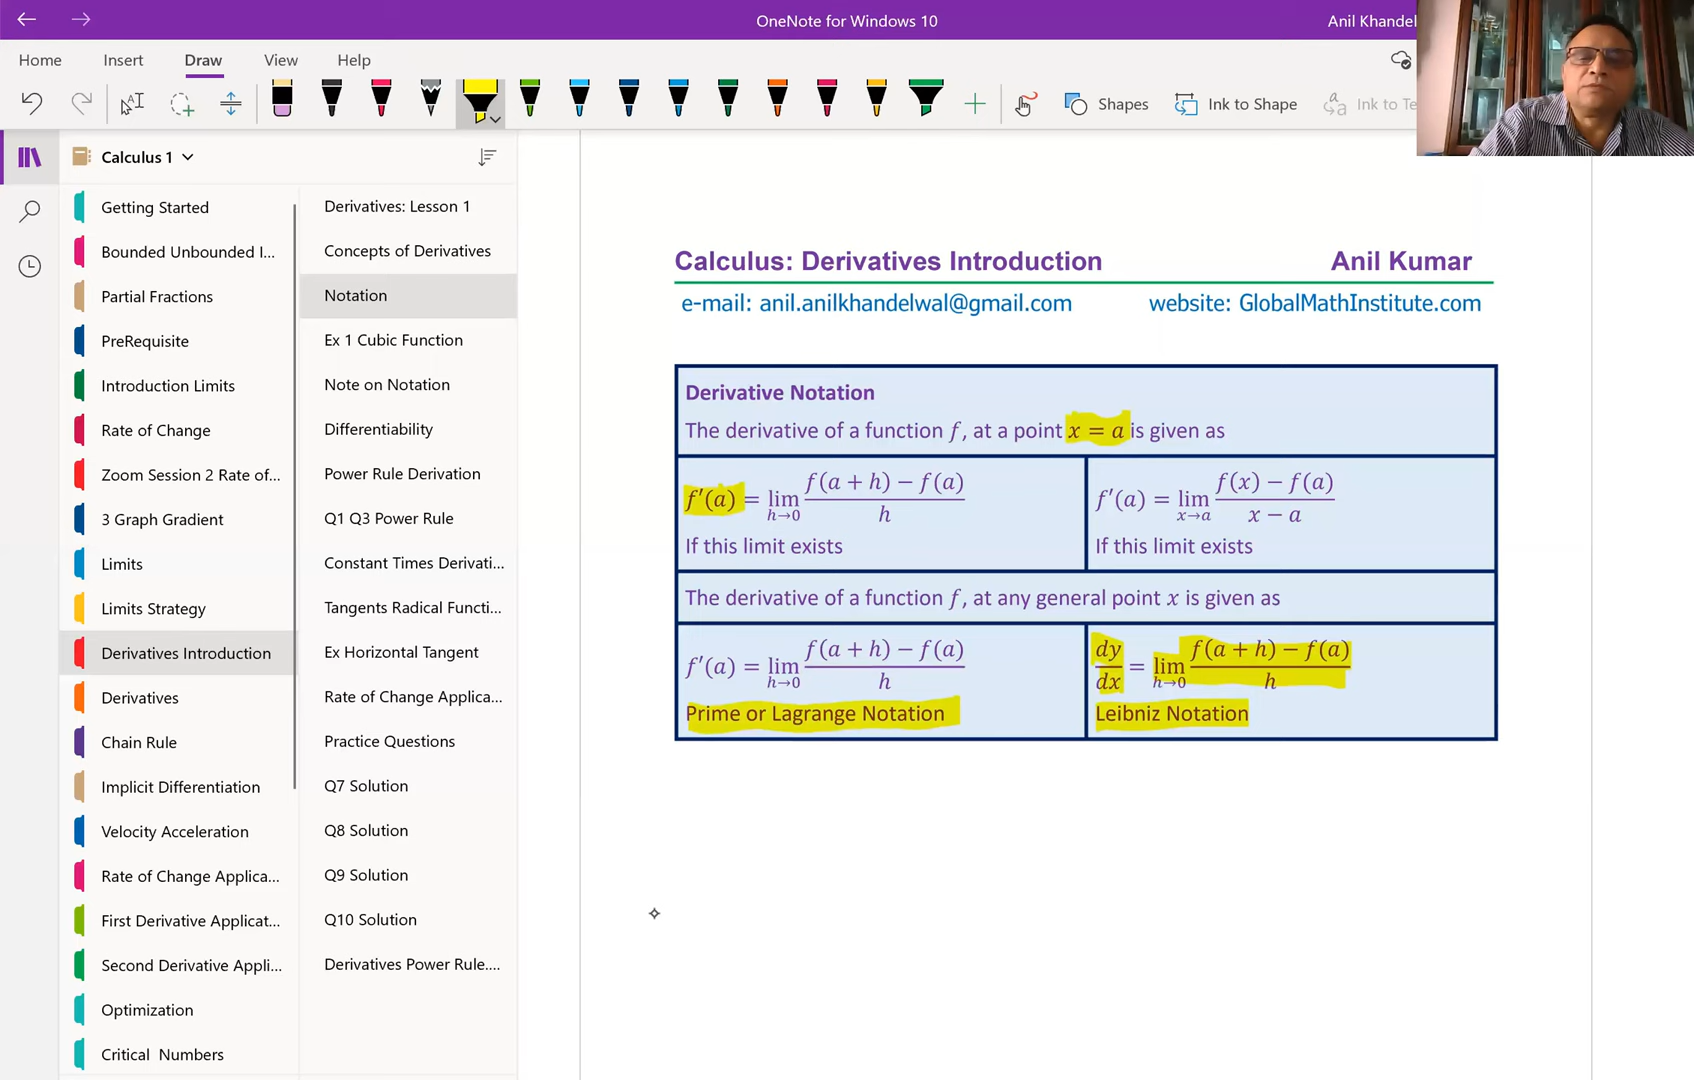 OneNote for Windows 10
Anil Khandel
Home Insert Draw View Help
Shapes Ink to Shape Ink to Te
Calculus 1
Getting Started
Bounded Unbounded I...
Partial Fractions
PreRequisite
Introduction Limits
Rate of Change
Zoom Session 2 Rate of...
3 Graph Gradient
Limits
Limits Strategy
Derivatives Introduction
Derivatives
Chain Rule
Implicit Differentiation
Velocity Acceleration
Rate of Change Applica...
First Derivative Applicat...
Second Derivative Appli...
Optimization
Critical Numbers
Derivatives: Lesson 1
Concepts of Derivatives
Notation
Ex 1 Cubic Function
Note on Notation
Differentiability
Power Rule Derivation
Q1 Q3 Power Rule
Constant Times Derivati...
Tangents Radical Functi...
Ex Horizontal Tangent
Rate of Change Applica...
Practice Questions
Q7 Solution
Q8 Solution
Q9 Solution
Q10 Solution
Derivatives Power Rule....
Calculus: Derivatives Introduction Anil Kumar
e-mail: anil.anilkhandelwal@gmail.com website: GlobalMathInstitute.com
Derivative Notation
The derivative of a function f, at a point x = a is given as
f'(a) = lim h→0 (f(a + h) − f(a)) / h
If this limit exists
f'(a) = lim x→a (f(x) − f(a)) / (x − a)
If this limit exists
The derivative of a function f, at any general point x is given as
f'(a) = lim h→0 (f(a + h) − f(a)) / h
Prime or Lagrange Notation
dy/dx = lim h→0 (f(a + h) − f(a)) / h
Leibniz Notation